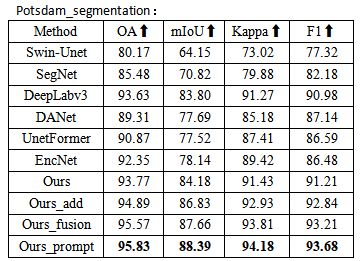 Potsdam_segmentation:
Method OA⬆ mIoU⬆ Kappa⬆ F1⬆
Swin-Unet 80.17 64.15 73.02 77.32
SegNet 85.48 70.82 79.88 82.18
DeepLabv3 93.63 83.80 91.27 90.98
DANet 89.31 77.69 85.18 87.14
UnetFormer 90.87 77.52 87.41 86.59
EncNet 92.35 78.14 89.42 86.48
Ours 93.77 84.18 91.43 91.21
Ours_add 94.89 86.83 92.93 92.84
Ours_fusion 95.57 87.66 93.81 93.21
Ours_prompt 95.83 88.39 94.18 93.68